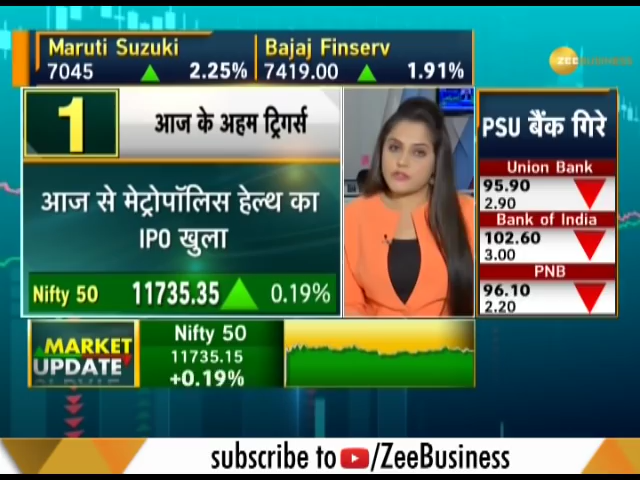 Maruti Suzuki
7045 2.25%
Bajaj Finserv
7419.00 1.91%
ZEE BUSINESS
1
आज के अहम ट्रिगर्स
आज से मेट्रोपॉलिस हेल्थ का
IPO खुला
Nifty 50 11735.35 0.19%
PSU बैंक गिरे
Union Bank
95.90
2.90
Bank of India
102.60
3.00
PNB
96.10
2.20
MARKET
UPDATE
Nifty 50
11735.15
+0.19%
subscribe to /ZeeBusiness